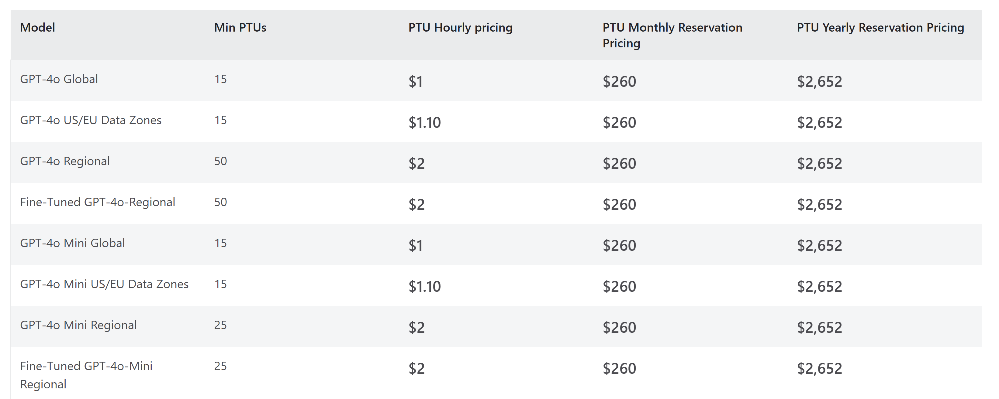 Model Min PTUs PTU Hourly pricing PTU Monthly Reservation PTU Yearly Reservation Pricing
Pricing
GPT-4o Global 15 $1 $260 $2,652
GPT-4o US/EU Data Zones 15 $1.10 $260 $2,652
GPT-4o Regional 50 $2 $260 $2,652
Fine-Tuned GPT-4o-Regional 50 $2 $260 $2,652
GPT-4o Mini Global 15 $1 $260 $2,652
GPT-4o Mini US/EU Data Zones 15 $1.10 $260 $2,652
GPT-4o Mini Regional 25 $2 $260 $2,652
Fine-Tuned GPT-4o-Mini 25 $2 $260 $2,652
Regional